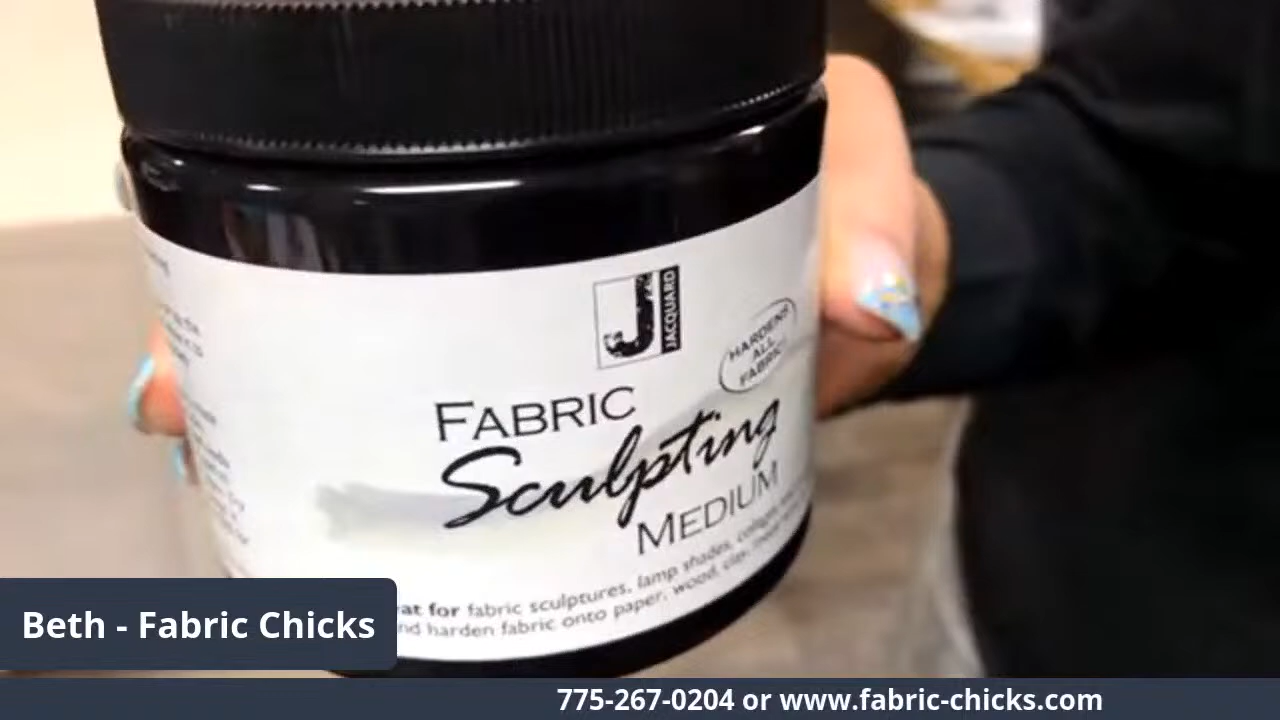 J JACQUARD
HARDENS
ALL
FABRIC
FABRIC
Sculpting
MEDIUM
for fabric sculptures, lamp shades,
harden fabric onto paper, wood, clay,
Beth - Fabric Chicks
775-267-0204 or www.fabric-chicks.com